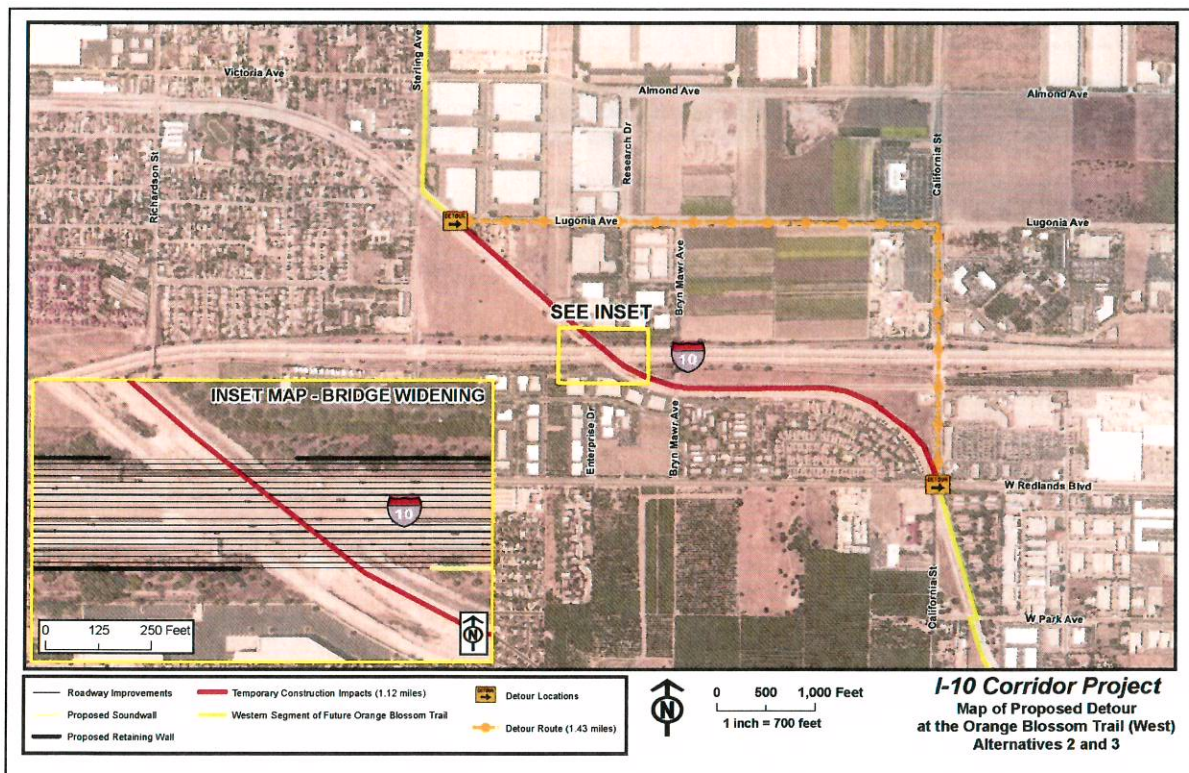 Victoria Ave
Sterling Ave
Almond Ave
Almond Ave
Richardson St
Research Dr
California St
DETOUR
Lugonia Ave
Lugonia Ave
Bryn Mawr Ave
SEE INSET
10
INSET MAP - BRIDGE WIDENING
10
Enterprise Dr
Bryn Mawr Ave
DETOUR
W Redlands Blvd
California St
W Park Ave
0 125 250 Feet
N
Roadway Improvements
Proposed Soundwall
Proposed Retaining Wall
Temporary Construction Impacts (1.12 miles)
Western Segment of Future Orange Blossom Trail
DETOUR
Detour Locations
Detour Route (1.43 miles)
N
0 500 1,000 Feet
1 inch = 700 feet
I-10 Corridor Project
Map of Proposed Detour
at the Orange Blossom Trail (West)
Alternatives 2 and 3